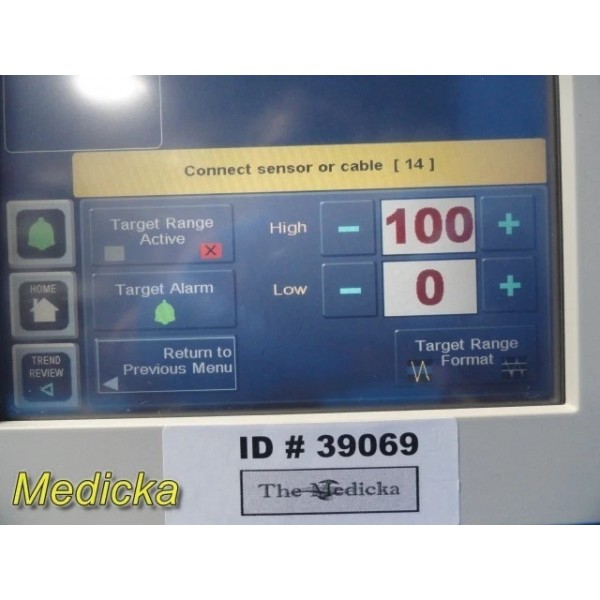 Connect sensor or cable [ 14 ]
Target Range
Active
High
100
Target Alarm
Low
0
HOME
Return to
Previous Menu
Target Range
Format
TREND
REVIEW
ID # 39069
The Medicka
Medicka